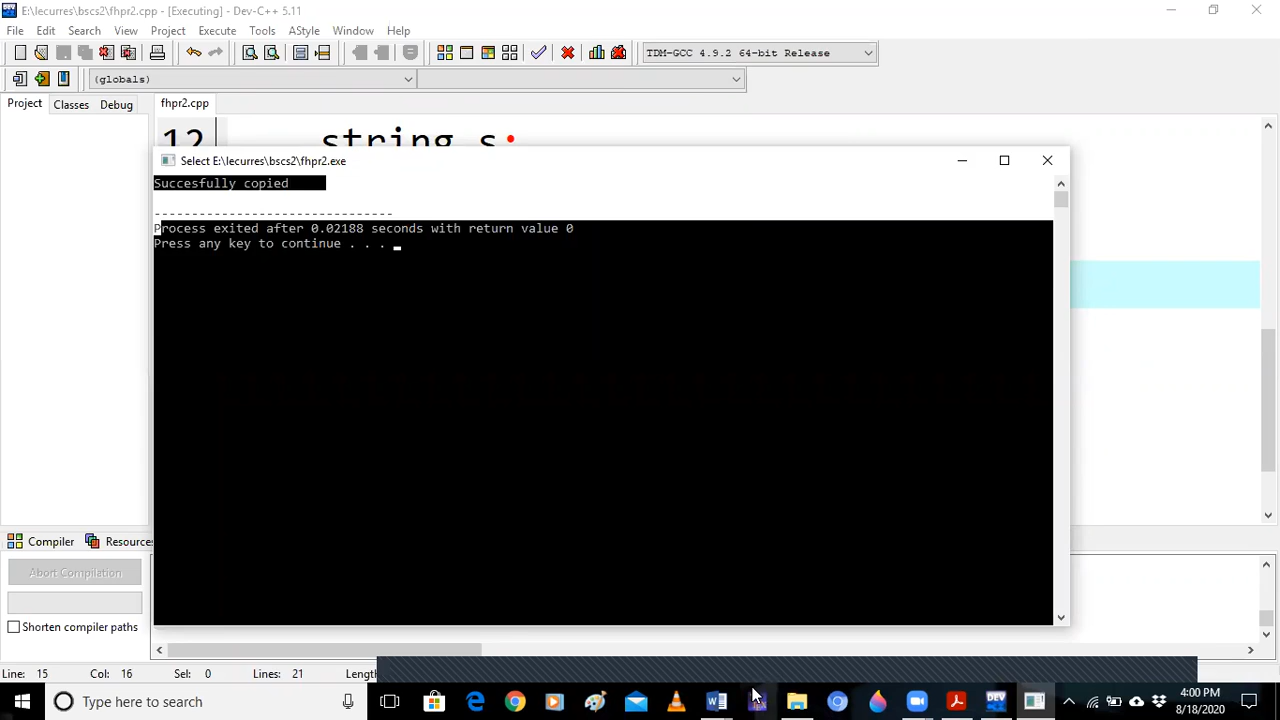 E:\lecurres\bscs2\fhpr2.cpp - [Executing] - Dev-C++ 5.11
File Edit Search View Project Execute Tools AStyle Window Help
TDM-GCC 4.9.2 64-bit Release
(globals)
Project Classes Debug
fhpr2.cpp
12 string s;
Select E:\lecurres\bscs2\fhpr2.exe
Succesfully copied
--------------------------------
Process exited after 0.02188 seconds with return value 0
Press any key to continue . . .
Compiler Resources
Abort Compilation
Shorten compiler paths
Line: 15 Col: 16 Sel: 0 Lines: 21 Length
Type here to search
DEV
4:00 PM
8/18/2020